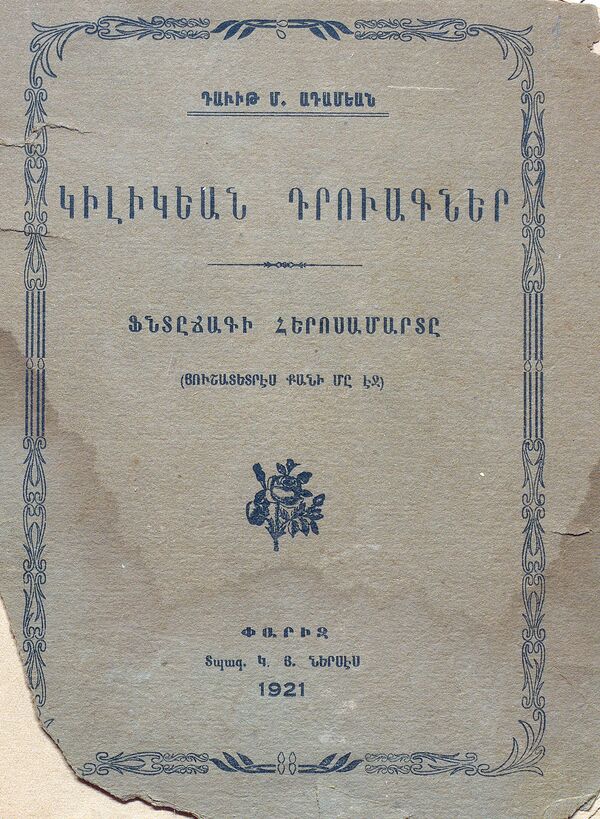 ԴԱՒԻԹ Մ. ԱԴԱՄԵԱՆ
ԿԻԼԻԿԵԱՆ ԴՐՈՒԱԳՆԵՐ
ՖՆՏԸՃԱԳԻ ՀԵՐՈՍԱՄԱՐՏԸ
(ՅՈՒՇԱՏԵՏՐԷՍ ՔԱՆԻ ՄԸ ԷՋ)
ՓԱՐԻԶ
Տպագ. Կ. Յ. ՆԵՐՍԷՍ
1921